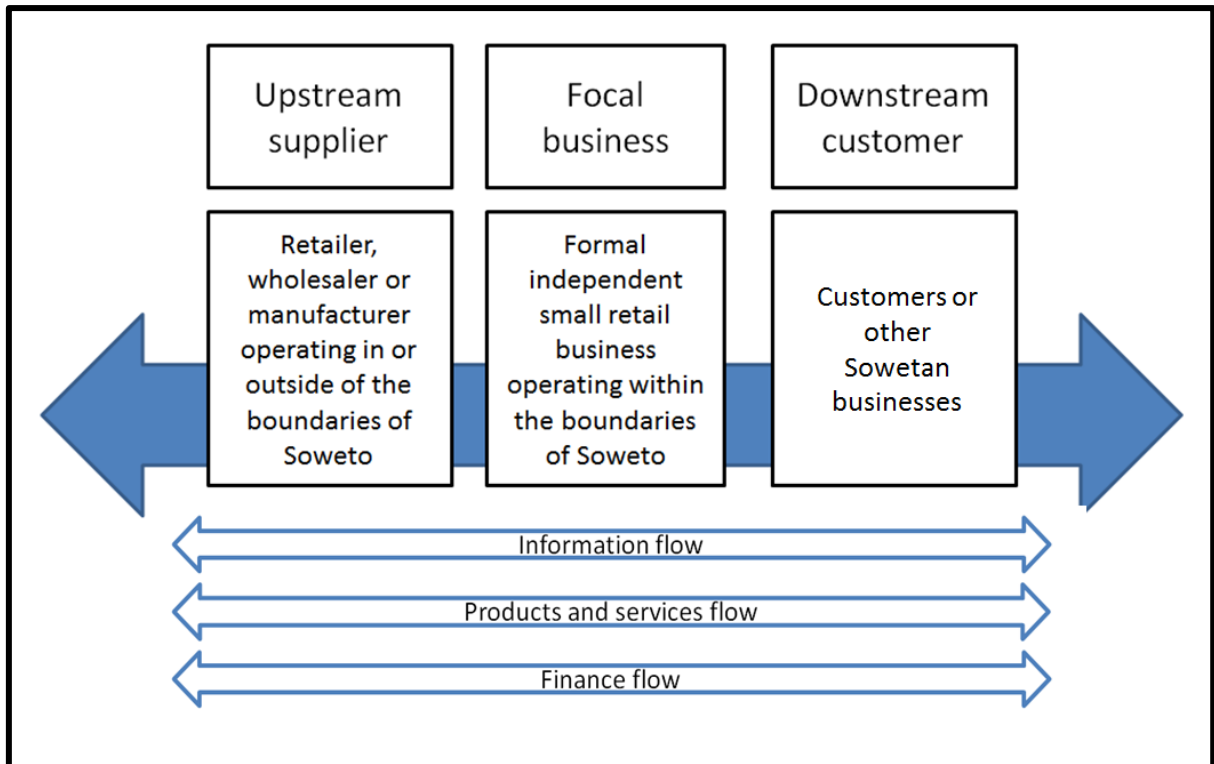 Upstream
supplier
Focal
business
Downstream
customer
Retailer,
wholesaler or
manufacturer
operating in or
outside of the
boundaries of
Soweto
Formal
independent
small retail
business
operating within
the boundaries
of Soweto
Customers or
other
Sowetan
businesses
Information flow
Products and services flow
Finance flow